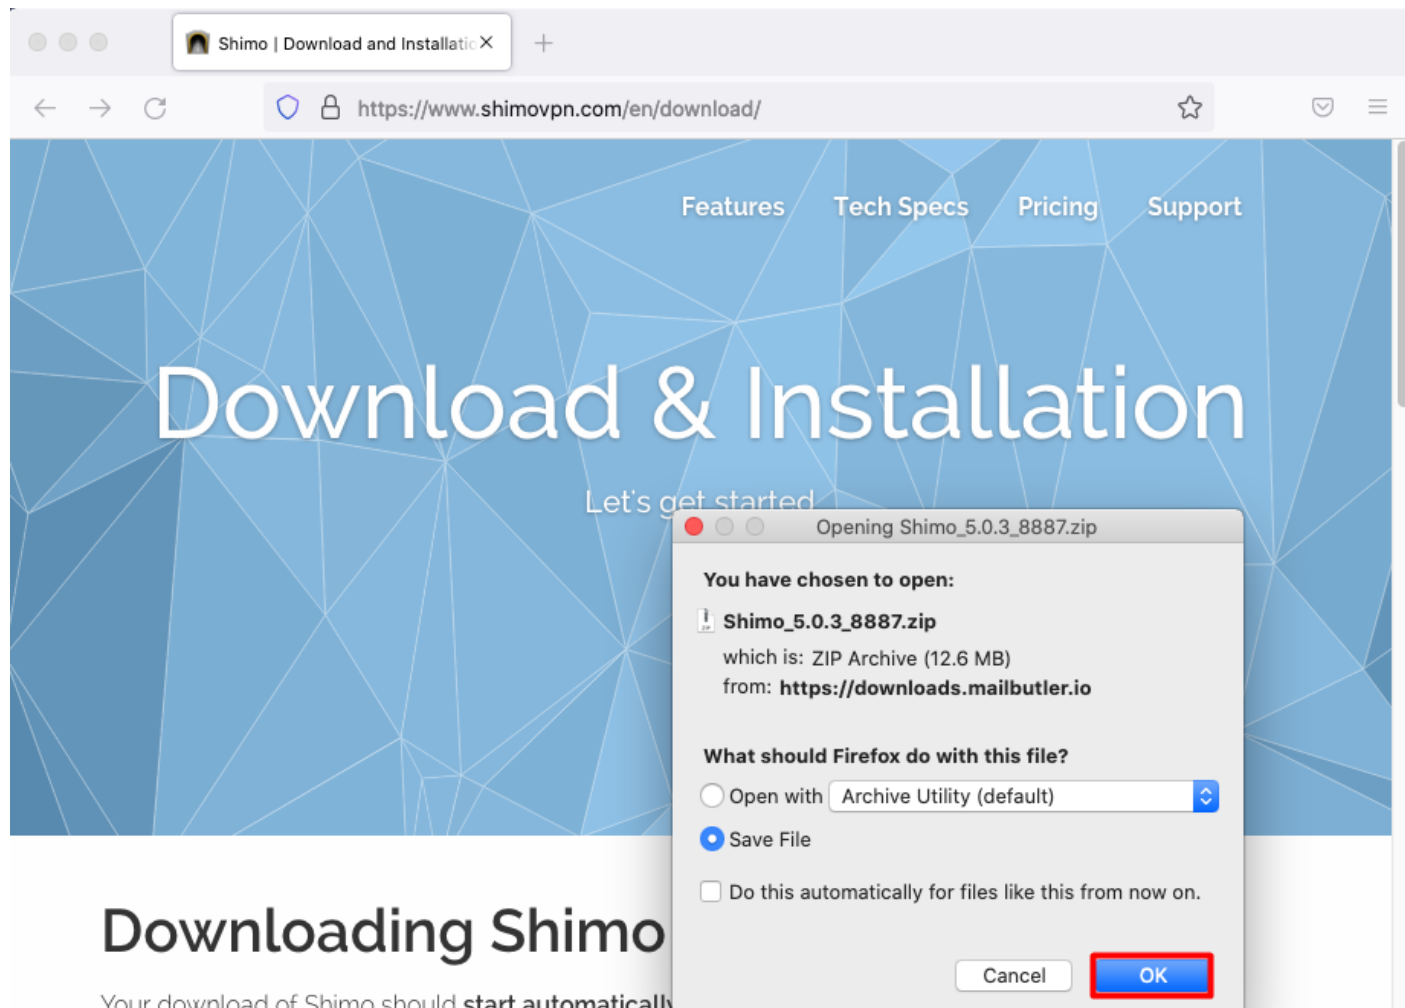 Shimo | Download and Installatio
https://www.shimovpn.com/en/download/
Features Tech Specs Pricing Support
Download & Installation
Let's get started
Opening Shimo_5.0.3_8887.zip
You have chosen to open:
ZIP
Shimo_5.0.3_8887.zip
which is: ZIP Archive (12.6 MB)
from: https://downloads.mailbutler.io
What should Firefox do with this file?
Open with Archive Utility (default)
Save File
Do this automatically for files like this from now on.
Cancel OK
Downloading Shimo
Your download of Shimo should start automatically